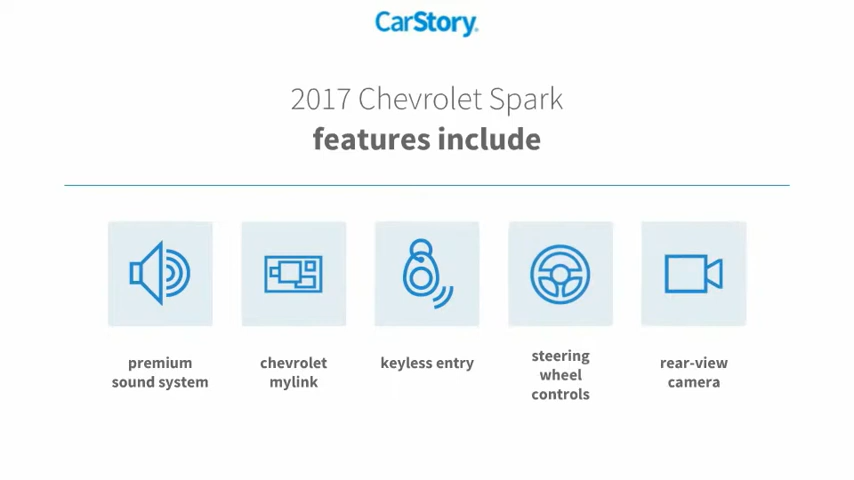 CarStory.
2017 Chevrolet Spark
features include
premium
sound system
chevrolet
mylink
keyless entry
steering
wheel
controls
rear-view
camera